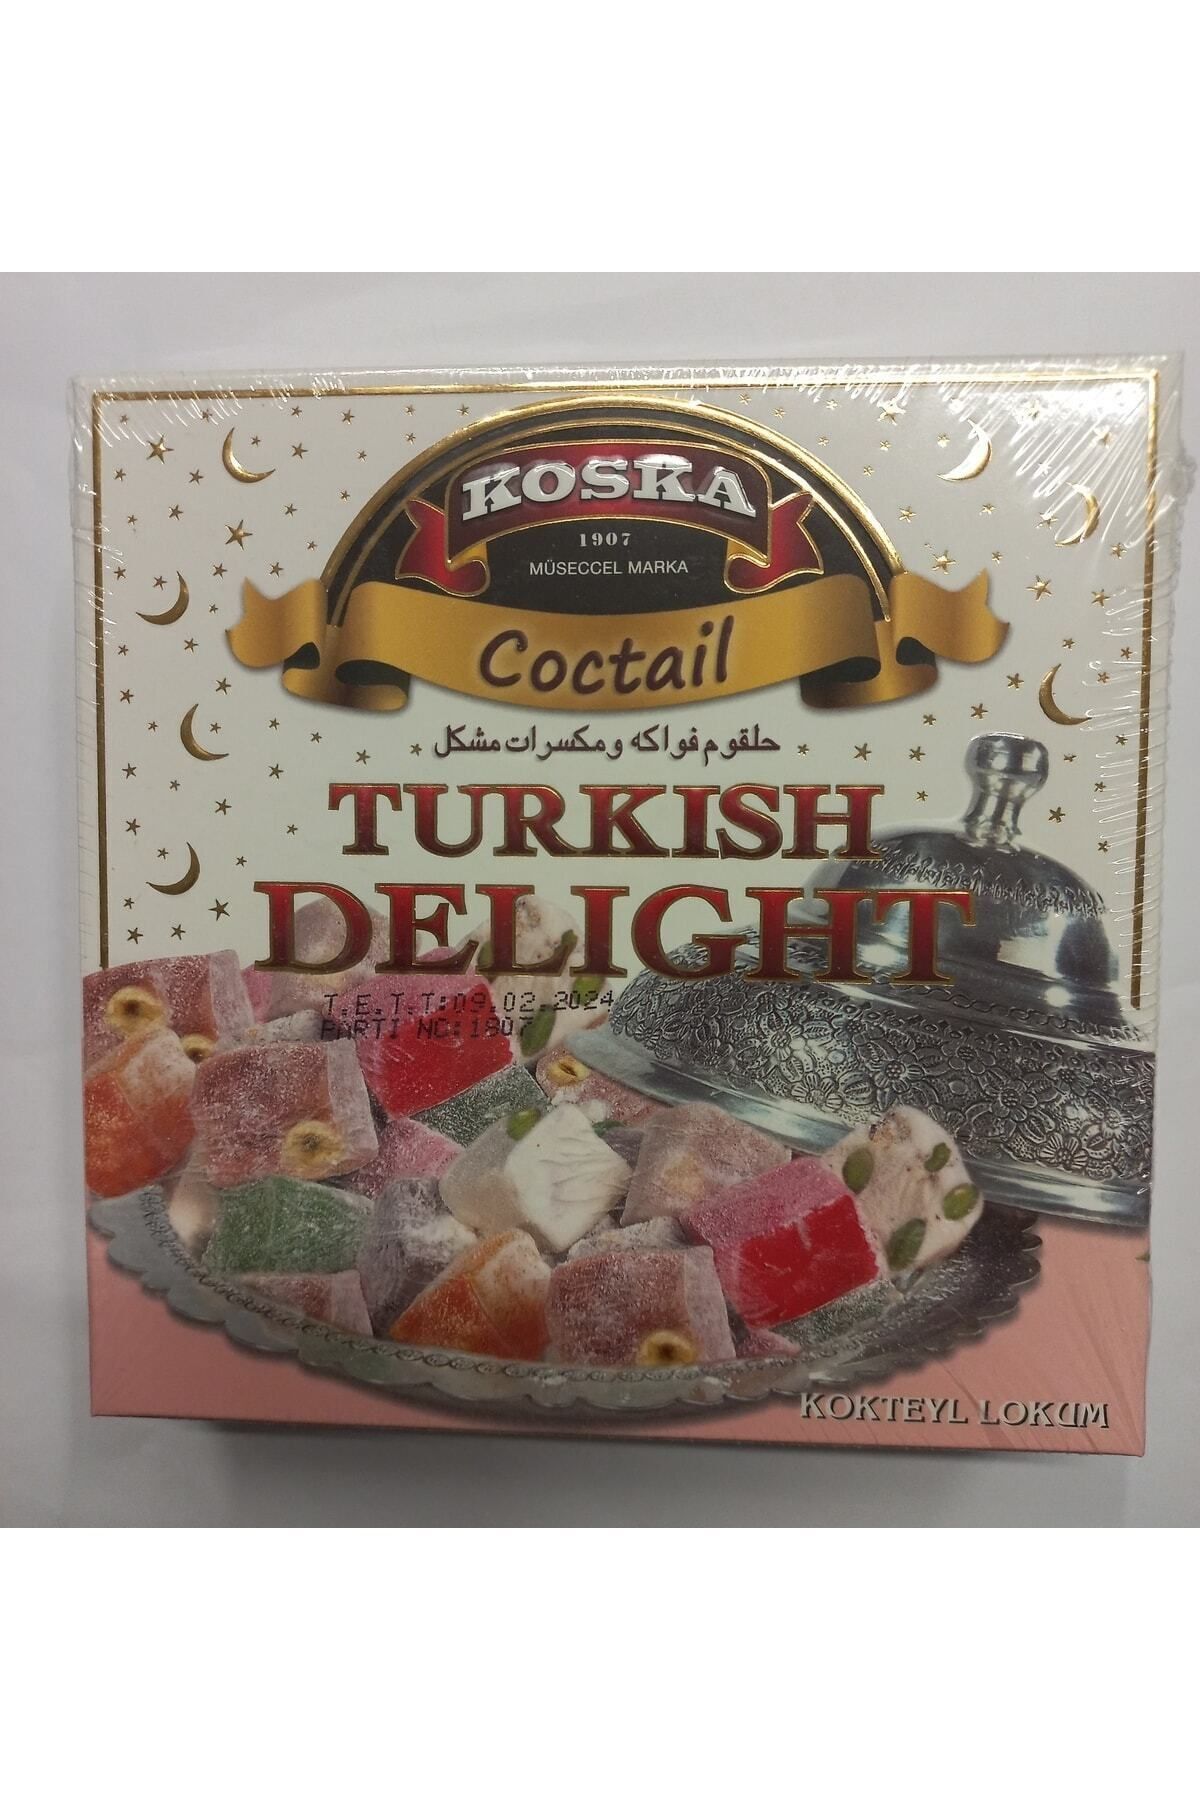 KOSKA
1907
MÜSECCEL MARKA
Coctail
حلقوم فواكه ومكسرات مشكل
TURKISH
DELIGHT
T.E.T.T:09.02.2024
PARTI NO:1807
KOKTEYL LOKUM